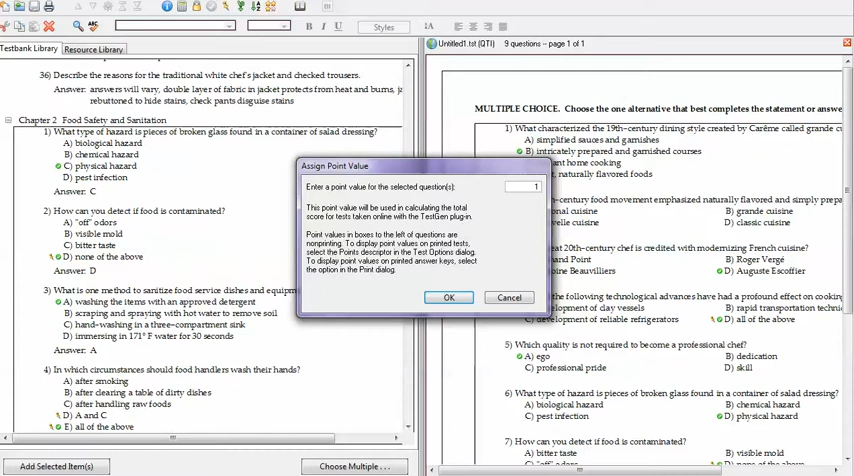 B I U
Styles
Testbank Library
Resource Library
36) Describe the reasons for the traditional white chef's jacket and checked trousers.
Answer: answers will vary, double layer of fabric in jacket protects from heat and burns,
rebuttoned to hide stains, check pants disguise stains
Chapter 2 Food Safety and Sanitation
1) What type of hazard is pieces of broken glass found in a container of salad dressing?
A) biological hazard
B) chemical hazard
C) physical hazard
D) pest infection
Answer: C
2) How can you detect if food is contaminated?
A) "off" odors
B) visible mold
C) bitter taste
D) none of the above
Answer: D
3) What is one method to sanitize food service dishes and
A) washing the items with an approved detergent
B) scraping and spraying with hot water to remove soil
C) hand-washing in a three-compartment sink
D) immersing in 171° F water for 30 seconds
Answer: A
4) In which circumstances should food handlers wash their hands?
A) after smoking
B) after clearing a table of dirty dishes
C) after handling raw foods
D) A and C
E) all of the above
Add Selected Item(s)
Choose Multiple . . .
Assign Point Value
Enter a point value for the selected question(s):
1
This point value will be used in calculating the total
score for tests taken online with the TestGen plug-in.
Point values in boxes to the left of questions are
nonprinting. To display point values on printed tests,
select the Points descriptor in the Test Options dialog.
To display point values on printed answer keys, select
the option in the Print dialog.
OK
Cancel
Untitled1.tst (QTI) 9 questions -- page 1 of 1
MULTIPLE CHOICE. Choose the one alternative that best completes the statement or
1) What characterized the 19th-century dining style created by Carême called grande
A) simplified sauces and garnishes
B) intricately prepared and garnished courses
home cooking
naturally flavored foods
food movement emphasized natural flavors and simply
cuisine B) grande cuisine
cuisine D) classic cuisine
20th-century chef is credited with modernizing French cuisine?
Point B) Roger Vergé
Beauvilliers D) Auguste Escoffier
the following technological advances have had a profound effect on cooking
development of clay vessels B) rapid transportation
development of reliable refrigerators D) all of the above
5) Which quality is not required to become a professional chef?
A) ego B) dedication
C) professional pride D) skill
6) What type of hazard is pieces of broken glass found in a container of salad dressing?
A) biological hazard B) chemical hazard
C) pest infection D) physical hazard
7) How can you detect if food is contaminated?
A) bitter taste B) visible mold
C) "off" odors D) none of the above